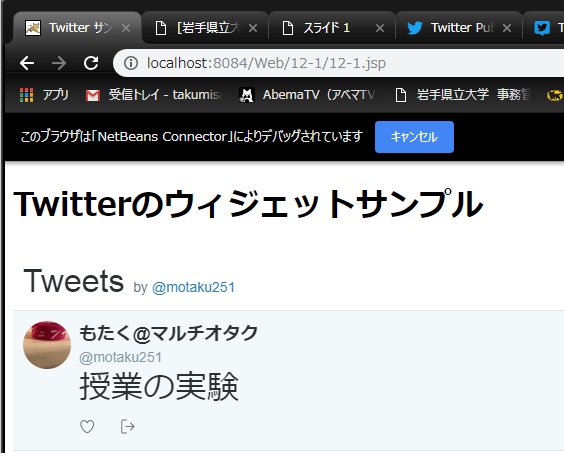 Twitter サン
[岩手県立大
スライド 1
Twitter Pub
localhost:8084/Web/12-1/12-1.jsp
アプリ
受信トレイ - takumisa
AbemaTV（アベマTV
岩手県立大学 事務管
このブラウザは「NetBeans Connector」によりデバッグされています
キャンセル
Twitterのウィジェットサンプル
Tweets by @motaku251
もたく@マルチオタク
@motaku251
授業の実験